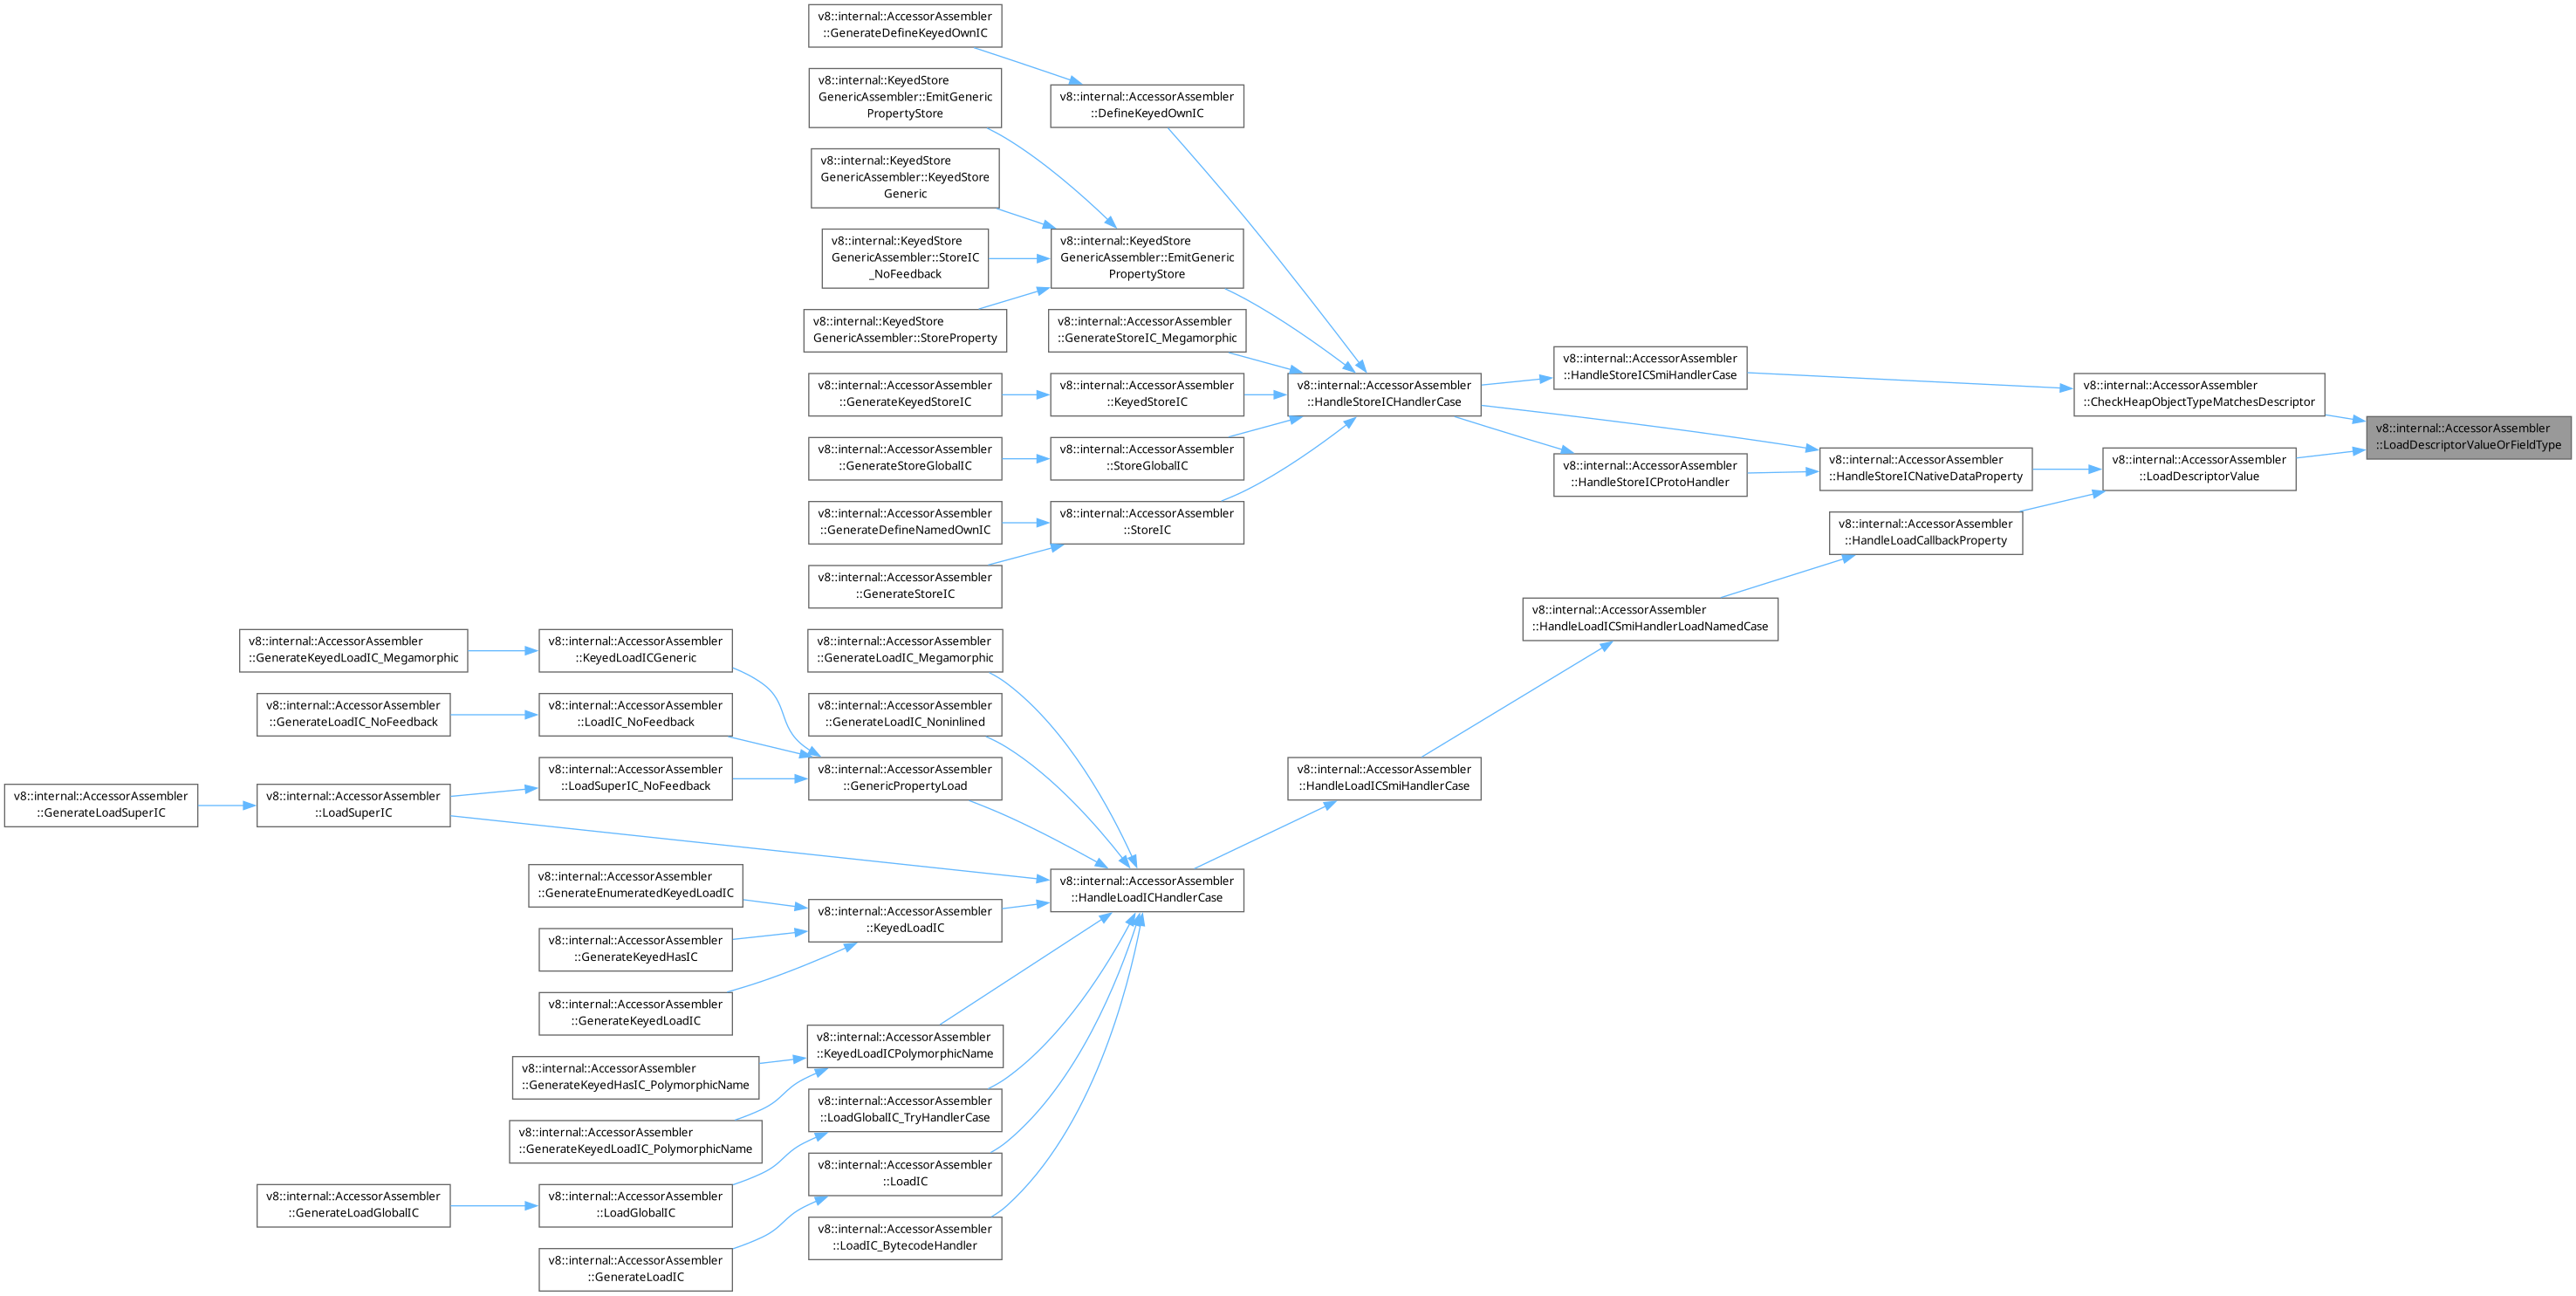 v8::internal::AccessorAssembler
::GenerateDefineKeyedOwnIC
v8::internal::KeyedStore
GenericAssembler::EmitGeneric
PropertyStore
v8::internal::AccessorAssembler
::DefineKeyedOwnIC
v8::internal::KeyedStore
GenericAssembler::KeyedStore
Generic
v8::internal::KeyedStore
GenericAssembler::StoreIC
_NoFeedback
v8::internal::KeyedStore
GenericAssembler::EmitGeneric
PropertyStore
v8::internal::KeyedStore
GenericAssembler::StoreProperty
v8::internal::AccessorAssembler
::GenerateStoreIC_Megamorphic
v8::internal::AccessorAssembler
::GenerateKeyedStoreIC
v8::internal::AccessorAssembler
::KeyedStoreIC
v8::internal::AccessorAssembler
::HandleStoreICHandlerCase
v8::internal::AccessorAssembler
::HandleStoreICSmiHandlerCase
v8::internal::AccessorAssembler
::CheckHeapObjectTypeMatchesDescriptor
v8::internal::AccessorAssembler
::LoadDescriptorValueOrFieldType
v8::internal::AccessorAssembler
::GenerateStoreGlobalIC
v8::internal::AccessorAssembler
::StoreGlobalIC
v8::internal::AccessorAssembler
::HandleStoreICProtoHandler
v8::internal::AccessorAssembler
::HandleStoreICNativeDataProperty
v8::internal::AccessorAssembler
::LoadDescriptorValue
v8::internal::AccessorAssembler
::GenerateDefineNamedOwnIC
v8::internal::AccessorAssembler
::StoreIC
v8::internal::AccessorAssembler
::HandleLoadCallbackProperty
v8::internal::AccessorAssembler
::GenerateStoreIC
v8::internal::AccessorAssembler
::HandleLoadICSmiHandlerLoadNamedCase
v8::internal::AccessorAssembler
::GenerateKeyedLoadIC_Megamorphic
v8::internal::AccessorAssembler
::KeyedLoadICGeneric
v8::internal::AccessorAssembler
::GenerateLoadIC_Megamorphic
v8::internal::AccessorAssembler
::GenerateLoadIC_NoFeedback
v8::internal::AccessorAssembler
::LoadIC_NoFeedback
v8::internal::AccessorAssembler
::GenerateLoadIC_Noninlined
v8::internal::AccessorAssembler
::GenerateLoadSuperIC
v8::internal::AccessorAssembler
::LoadSuperIC
v8::internal::AccessorAssembler
::LoadSuperIC_NoFeedback
v8::internal::AccessorAssembler
::GenericPropertyLoad
v8::internal::AccessorAssembler
::HandleLoadICSmiHandlerCase
v8::internal::AccessorAssembler
::GenerateEnumeratedKeyedLoadIC
v8::internal::AccessorAssembler
::HandleLoadICHandlerCase
v8::internal::AccessorAssembler
::KeyedLoadIC
v8::internal::AccessorAssembler
::GenerateKeyedHasIC
v8::internal::AccessorAssembler
::GenerateKeyedLoadIC
v8::internal::AccessorAssembler
::KeyedLoadICPolymorphicName
v8::internal::AccessorAssembler
::GenerateKeyedHasIC_PolymorphicName
v8::internal::AccessorAssembler
::LoadGlobalIC_TryHandlerCase
v8::internal::AccessorAssembler
::GenerateKeyedLoadIC_PolymorphicName
v8::internal::AccessorAssembler
::LoadIC
v8::internal::AccessorAssembler
::GenerateLoadGlobalIC
v8::internal::AccessorAssembler
::LoadGlobalIC
v8::internal::AccessorAssembler
::LoadIC_BytecodeHandler
v8::internal::AccessorAssembler
::GenerateLoadIC